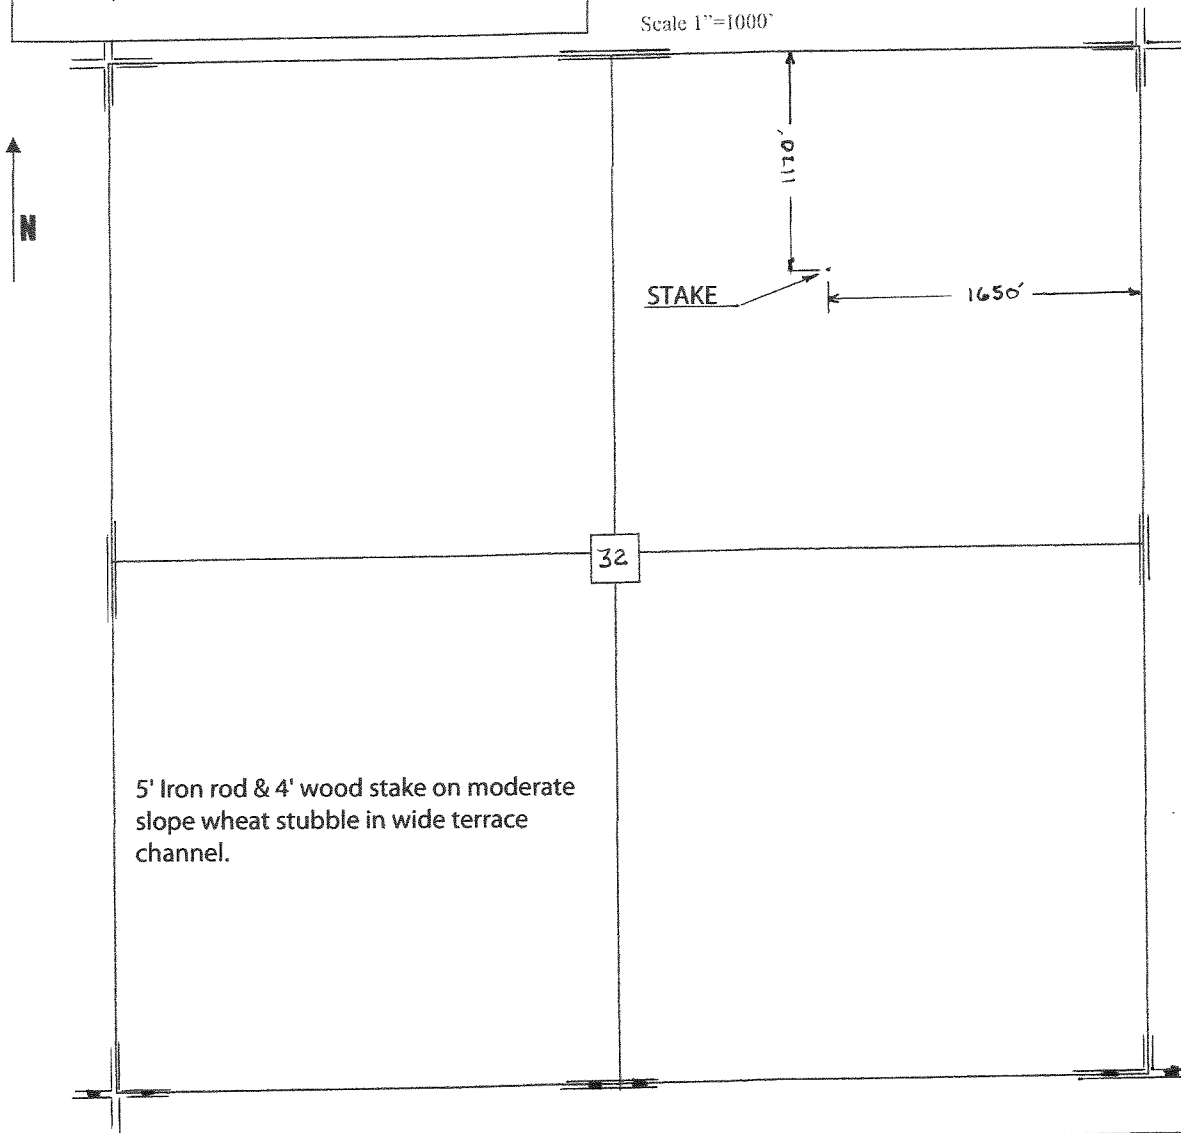 Scale 1"=1000'
N
1170'
STAKE
1650'
32
5' Iron rod & 4' wood stake on moderate
slope wheat stubble in wide terrace
channel.